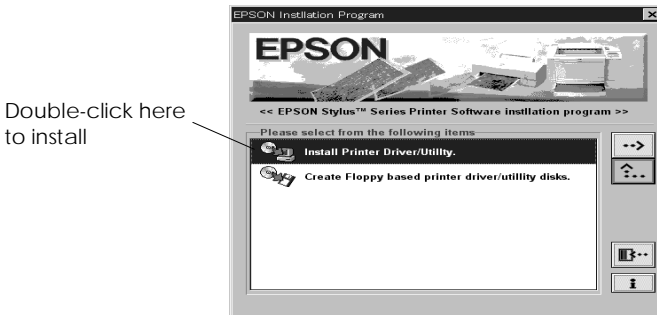 EPSON Instllation Program
EPSON
<< EPSON Stylus™ Series Printer Software instllation program >>
Double-click here
to install
Please select from the following items
Install Printer Driver/Utility.
Create Floppy based printer driver/utillity disks.